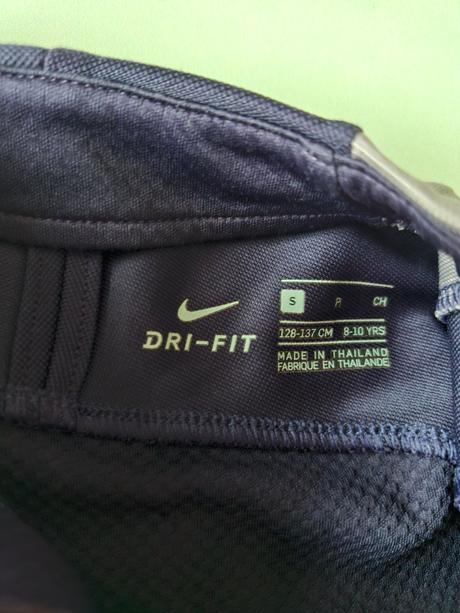 DRI-FIT
S P CH
128-137 CM 8-10 YRS
MADE IN THAILAND
FABRIQUE EN THAILANDE